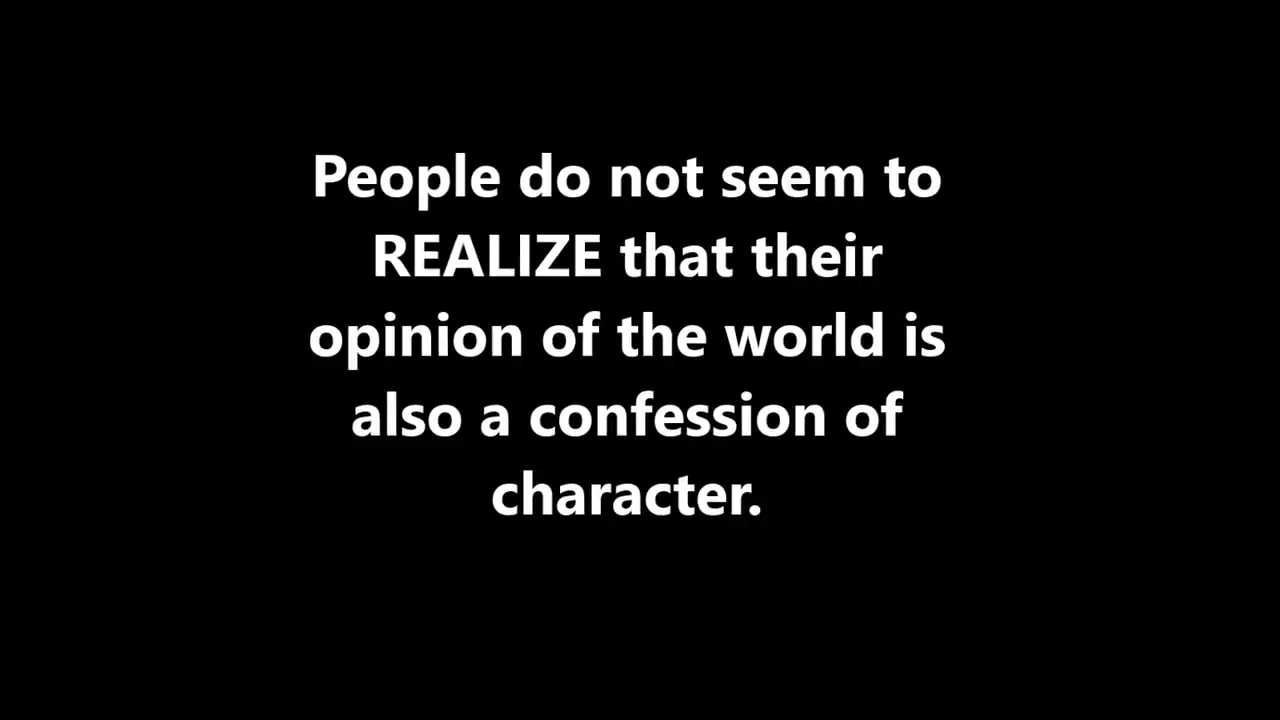 People do not seem to
REALIZE that their
opinion of the world is
also a confession of
character.